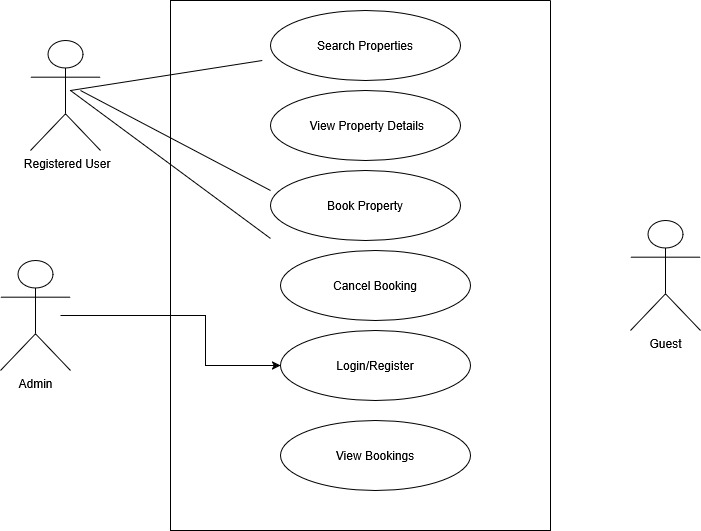 Search Properties
Registered User
View Property Details
Book Property
Cancel Booking
Guest
Login/Register
Admin
View Bookings